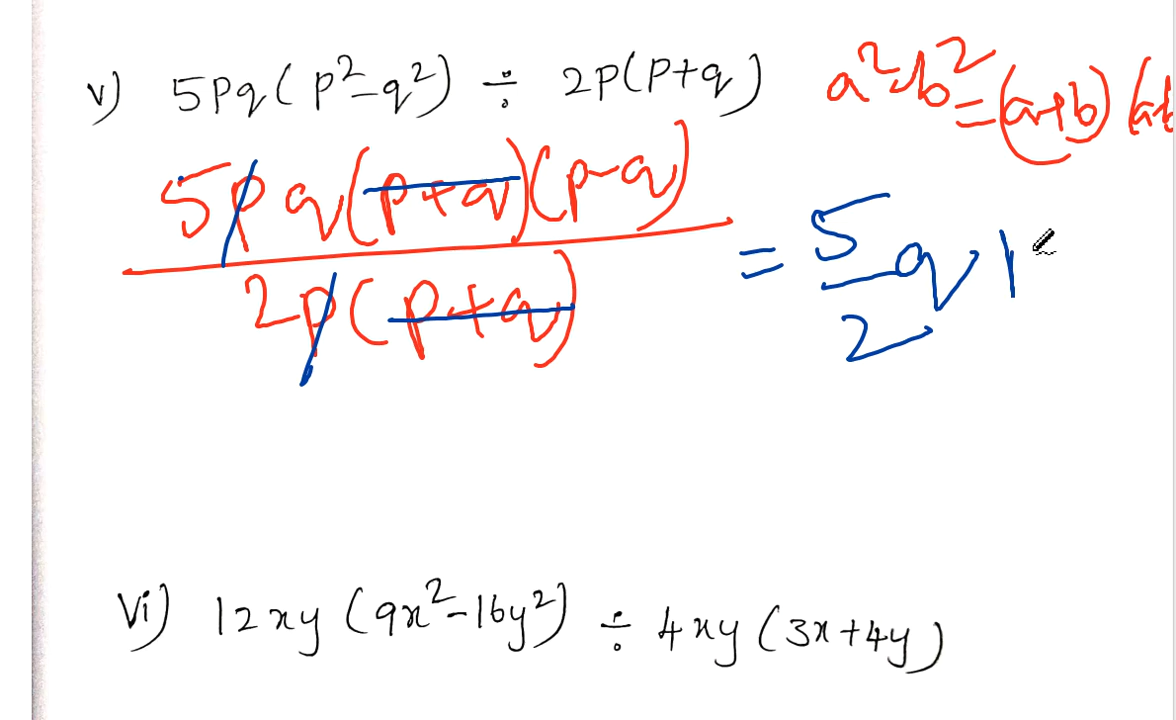 v) 5pq(p²-q²) ÷ 2p(p+q) a²-b²=(a+b)
5pq(p+q)(p-q)
2p(p+q)
= 5/2 q
vi) 12xy(9x²-16y²) ÷ 4xy(3x+4y)